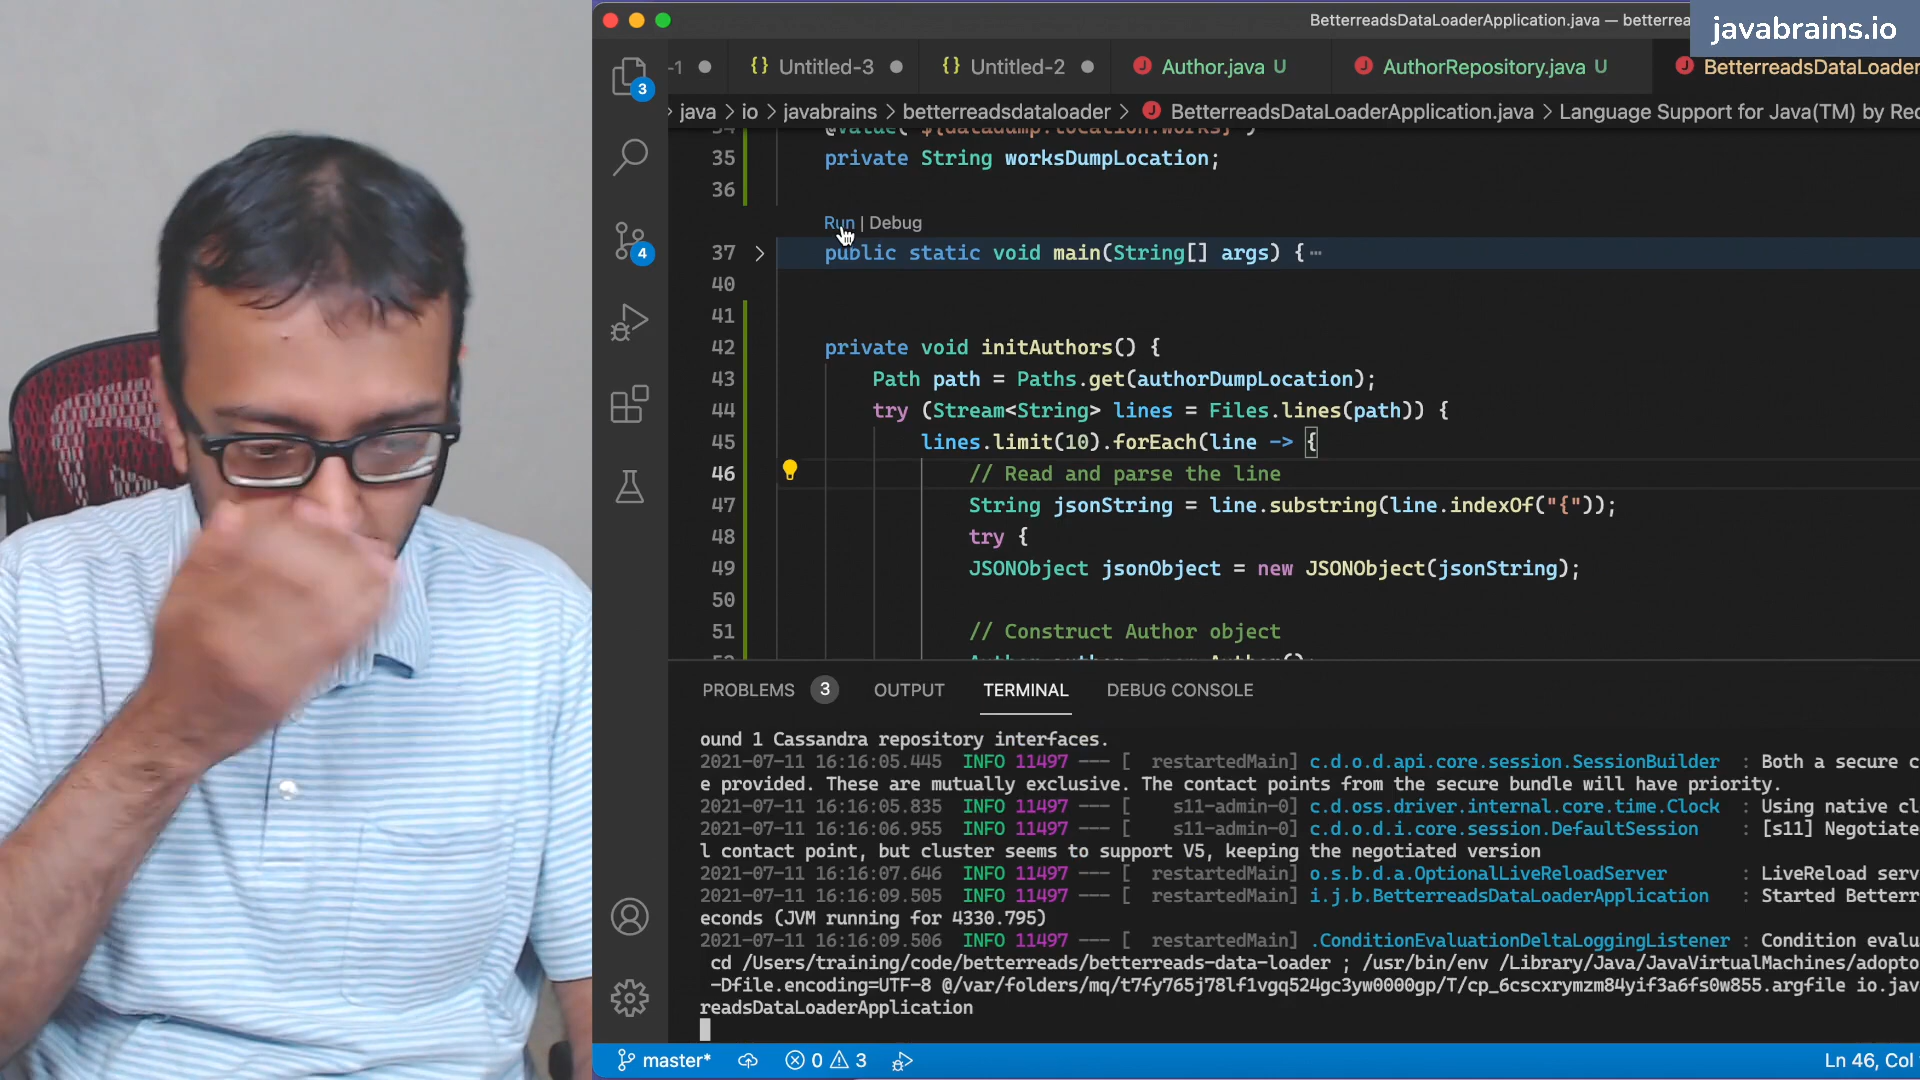 BetterreadsDataLoaderApplication.java — betterrea
javabrains.io
-1
Untitled-3
Untitled-2
Author.java U
AuthorRepository.java U
BetterreadsDataLoader
java > io > javabrains > betterreadsdataloader > BetterreadsDataLoaderApplication.java > Language Support for Java(TM) by Red
34 @Value("${datadump.location.works}")
35 private String worksDumpLocation;
36
Run | Debug
37 public static void main(String[] args) { ⋯
40
41
42 private void initAuthors() {
43 Path path = Paths.get(authorDumpLocation);
44 try (Stream<String> lines = Files.lines(path)) {
45 lines.limit(10).forEach(line -> {
46 // Read and parse the line
47 String jsonString = line.substring(line.indexOf("{"));
48 try {
49 JSONObject jsonObject = new JSONObject(jsonString);
50
51 // Construct Author object
52 Author author = new Author();
3
4
PROBLEMS 3 OUTPUT TERMINAL DEBUG CONSOLE
ound 1 Cassandra repository interfaces.
2021-07-11 16:16:05.445 INFO 11497 --- [ restartedMain] c.d.o.d.api.core.session.SessionBuilder : Both a secure c
e provided. These are mutually exclusive. The contact points from the secure bundle will have priority.
2021-07-11 16:16:05.835 INFO 11497 --- [ s11-admin-0] c.d.oss.driver.internal.core.time.Clock : Using native cl
2021-07-11 16:16:06.955 INFO 11497 --- [ s11-admin-0] c.d.o.d.i.core.session.DefaultSession : [s11] Negotiate
l contact point, but cluster seems to support V5, keeping the negotiated version
2021-07-11 16:16:07.646 INFO 11497 --- [ restartedMain] o.s.b.d.a.OptionalLiveReloadServer : LiveReload serv
2021-07-11 16:16:09.505 INFO 11497 --- [ restartedMain] i.j.b.BetterreadsDataLoaderApplication : Started Betterr
econds (JVM running for 4330.795)
2021-07-11 16:16:09.506 INFO 11497 --- [ restartedMain] .ConditionEvaluationDeltaLoggingListener : Condition evalu
cd /Users/training/code/betterreads/betterreads-data-loader ; /usr/bin/env /Library/Java/JavaVirtualMachines/adopto
-Dfile.encoding=UTF-8 @/var/folders/mq/t7fy765j78lf1vgq524gc3yw0000gp/T/cp_6cscxrymzm84yif3a6fs0w855.argfile io.jav
readsDataLoaderApplication
master* 0 3
Ln 46, Col